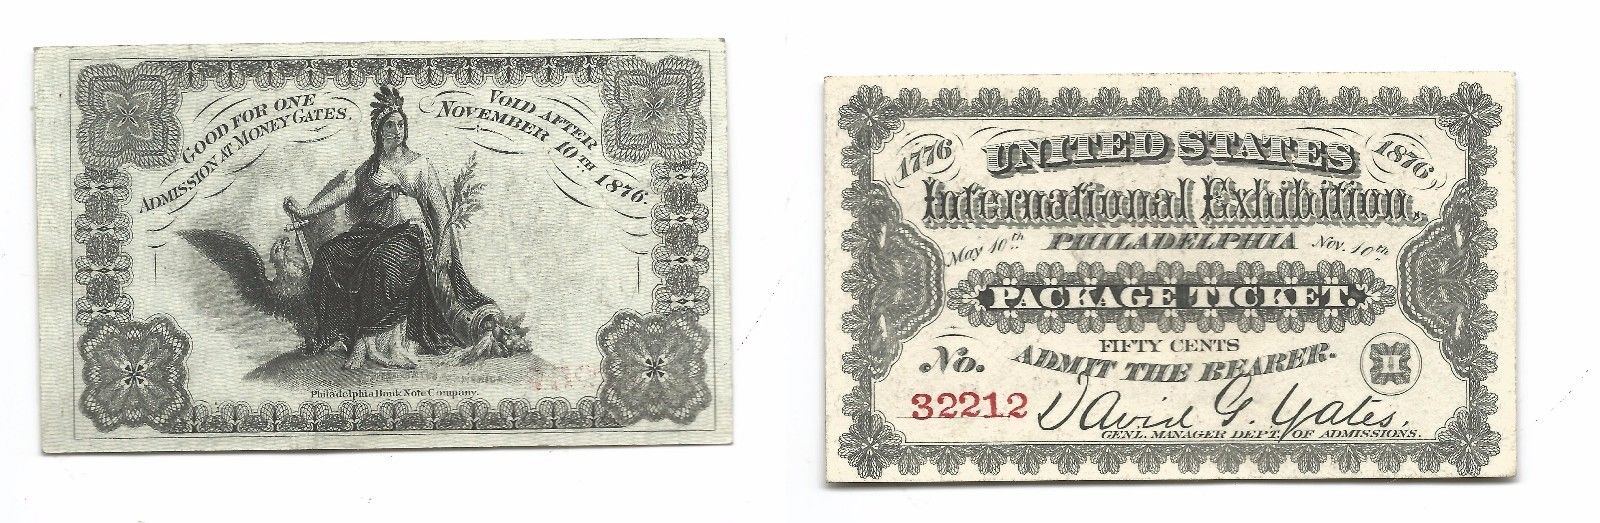 GOOD FOR ONE
ADMISSION AT MONEY GATES.
VOID AFTER
NOVEMBER 10TH 1876.
Philadelphia Bank Note Company.
1776
UNITED STATES
1876
International Exhibition,
May 10th PHILADELPHIA Nov. 10th
PACKAGE TICKET.
FIFTY CENTS
No. ADMIT THE BEARER.
32212 David G. Yates,
GENL. MANAGER DEPT. OF ADMISSIONS.